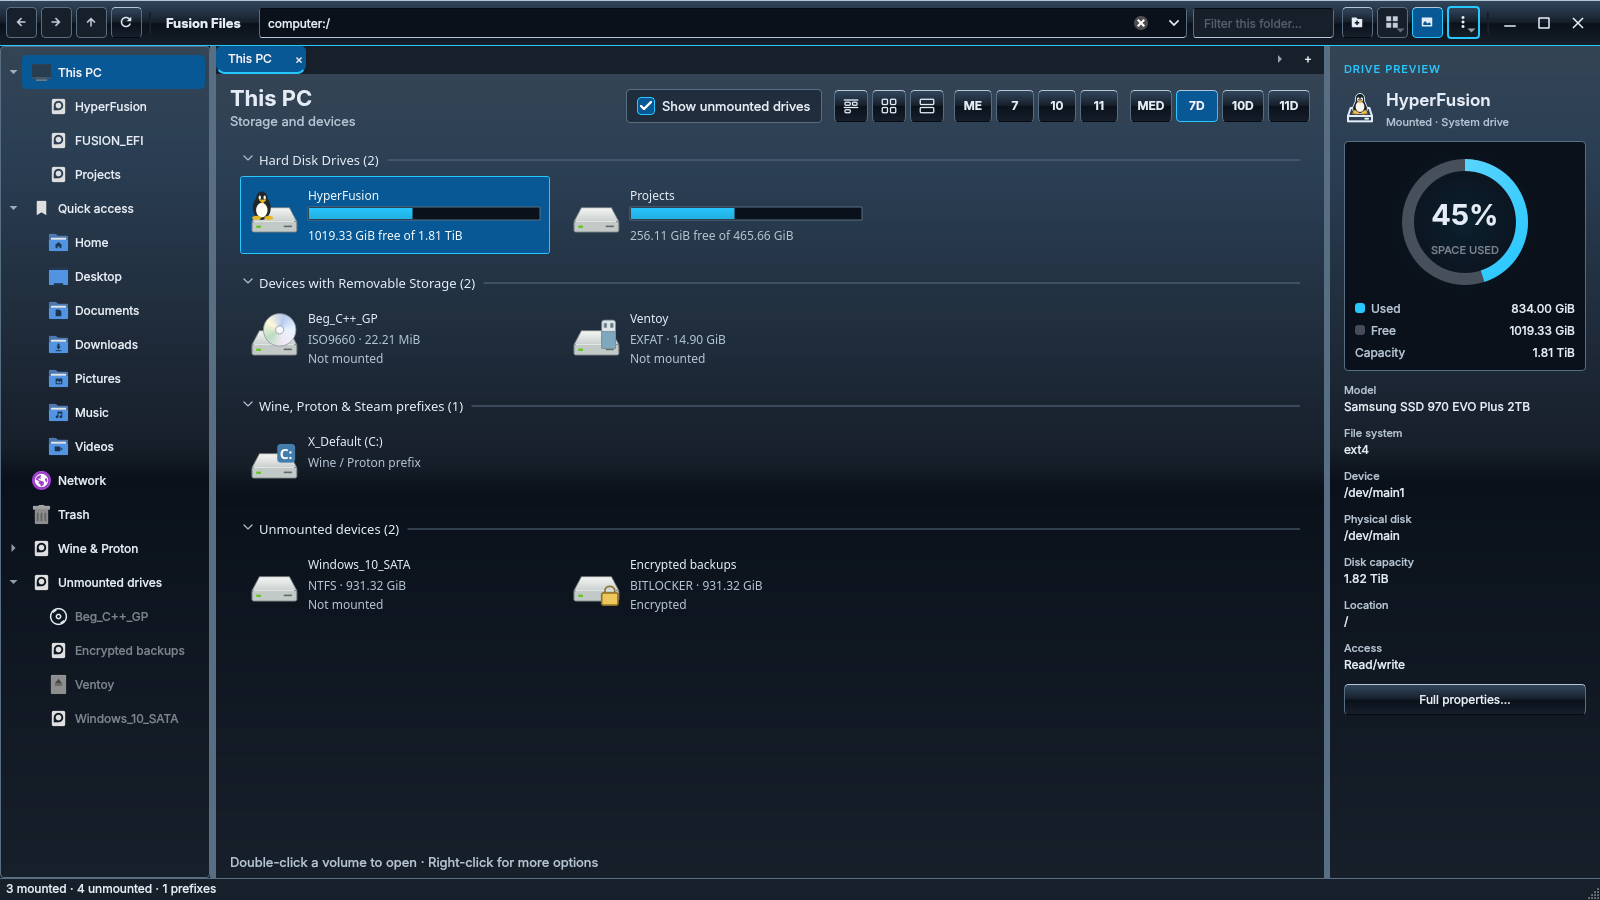 Fusion Files
computer:/
Filter this folder...
This PC
HyperFusion
FUSION_EFI
Projects
Quick access
Home
Desktop
Documents
Downloads
Pictures
Music
Videos
Network
Trash
Wine & Proton
Unmounted drives
Beg_C++_GP
Encrypted backups
Ventoy
Windows_10_SATA
This PC
This PC
Storage and devices
Show unmounted drives
ME 7 10 11 MED 7D 10D 11D
Hard Disk Drives (2)
HyperFusion
1019.33 GiB free of 1.81 TiB
Projects
256.11 GiB free of 465.66 GiB
Devices with Removable Storage (2)
Beg_C++_GP
ISO9660 · 22.21 MiB
Not mounted
Ventoy
EXFAT · 14.90 GiB
Not mounted
Wine, Proton & Steam prefixes (1)
C:
X_Default (C:)
Wine / Proton prefix
Unmounted devices (2)
Windows_10_SATA
NTFS · 931.32 GiB
Not mounted
Encrypted backups
BITLOCKER · 931.32 GiB
Encrypted
Double-click a volume to open · Right-click for more options
DRIVE PREVIEW
HyperFusion
Mounted · System drive
45%
SPACE USED
Used 834.00 GiB
Free 1019.33 GiB
Capacity 1.81 TiB
Model
Samsung SSD 970 EVO Plus 2TB
File system
ext4
Device
/dev/main1
Physical disk
/dev/main
Disk capacity
1.82 TiB
Location
/
Access
Read/write
Full properties...
3 mounted · 4 unmounted · 1 prefixes